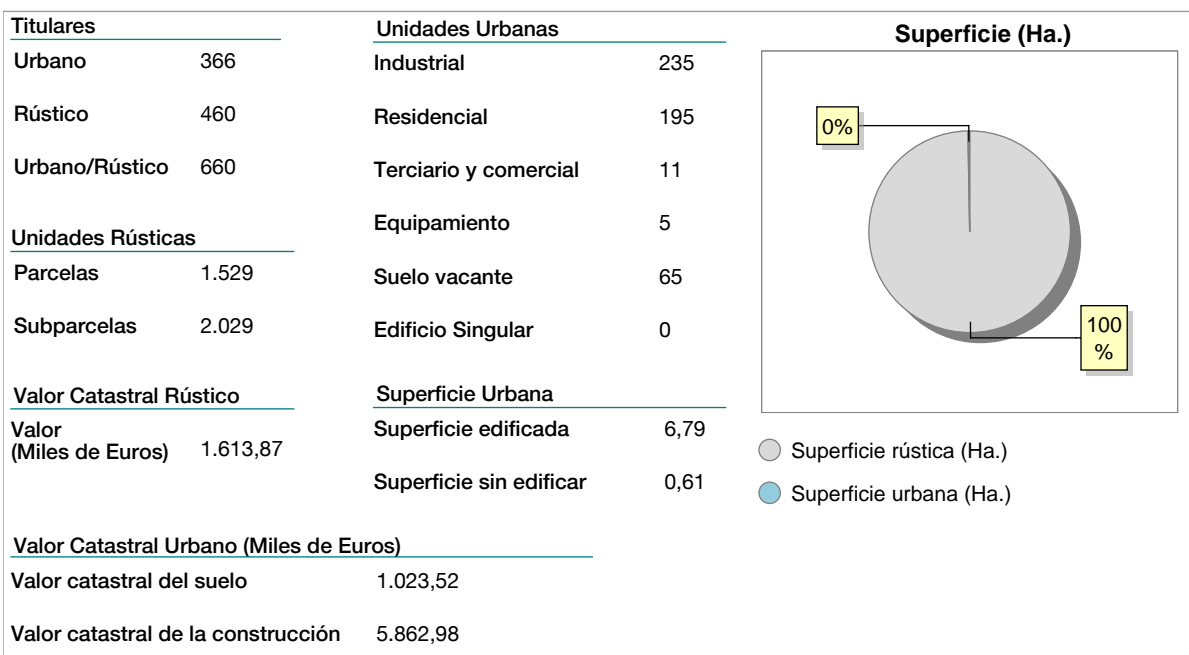 Titulares
Urbano 366
Rústico 460
Urbano/Rústico 660
Unidades Rústicas
Parcelas 1.529
Subparcelas 2.029
Valor Catastral Rústico
Valor
(Miles de Euros) 1.613,87
Unidades Urbanas
Industrial 235
Residencial 195
Terciario y comercial 11
Equipamiento 5
Suelo vacante 65
Edificio Singular 0
Superficie Urbana
Superficie edificada 6,79
Superficie sin edificar 0,61
Valor Catastral Urbano (Miles de Euros)
Valor catastral del suelo 1.023,52
Valor catastral de la construcción 5.862,98
Superficie (Ha.)
0%
100
%
Superficie rústica (Ha.)
Superficie urbana (Ha.)